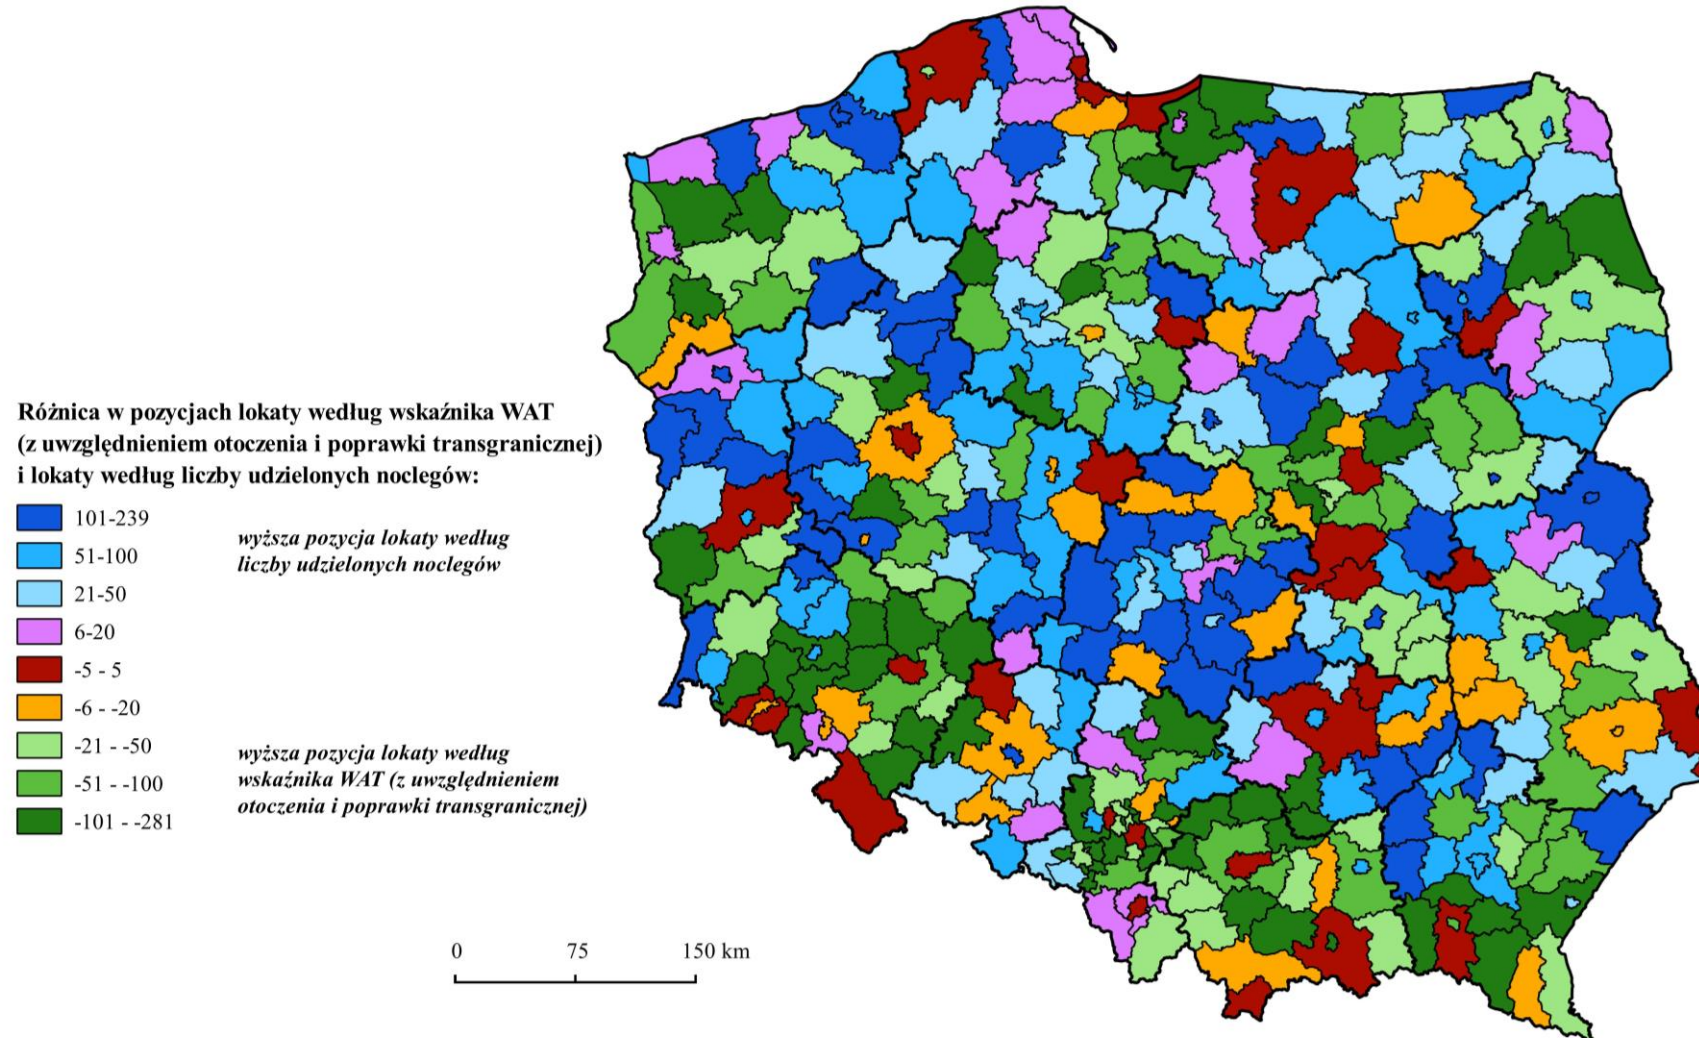 Różnica w pozycjach lokaty według wskaźnika WAT
(z uwzględnieniem otoczenia i poprawki transgranicznej)
i lokaty według liczby udzielonych noclegów:
101-239
51-100
21-50
6-20
-5 - 5
-6 - -20
-21 - -50
-51 - -100
-101 - -281
wyższa pozycja lokaty według
liczby udzielonych noclegów
wyższa pozycja lokaty według
wskaźnika WAT (z uwzględnieniem
otoczenia i poprawki transgranicznej)
0 75 150 km